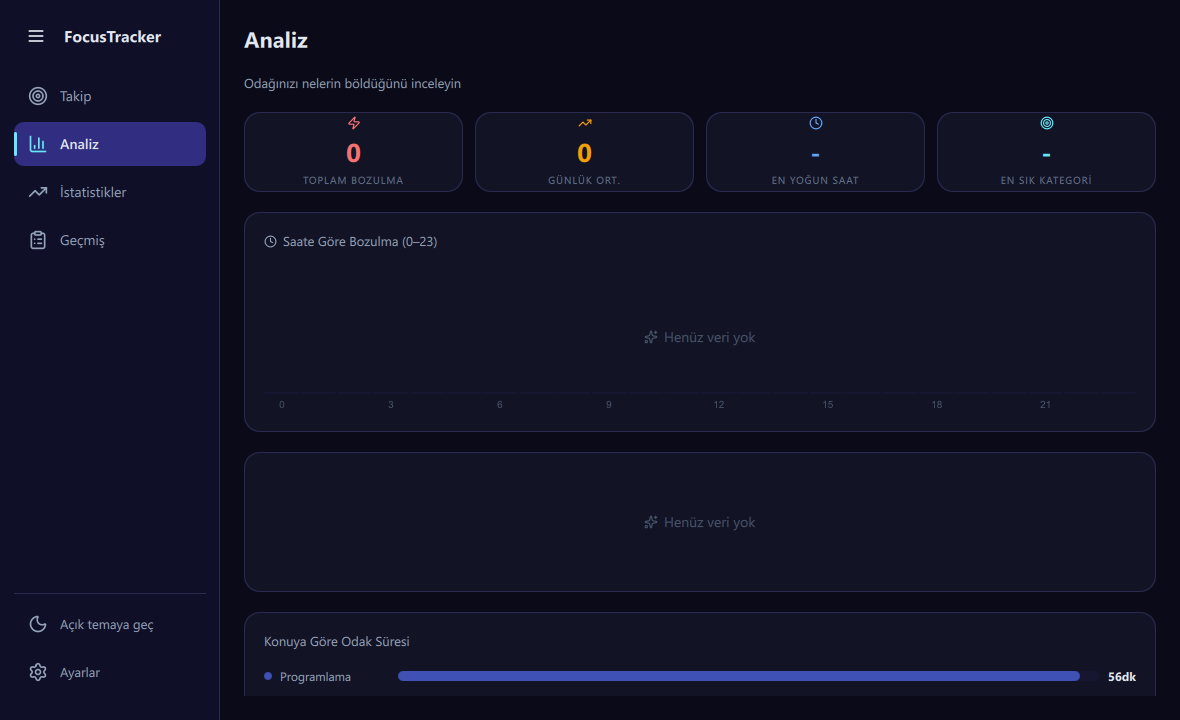 FocusTracker
Takip
Analiz
İstatistikler
Geçmiş
Açık temaya geç
Ayarlar
Analiz
Odağınızı nelerin böldüğünü inceleyin
0
TOPLAM BOZULMA
0
GÜNLÜK ORT.
-
EN YOĞUN SAAT
-
EN SIK KATEGORİ
Saate Göre Bozulma (0–23)
Henüz veri yok
0 3 6 9 12 15 18 21
Henüz veri yok
Konuya Göre Odak Süresi
Programlama 56dk